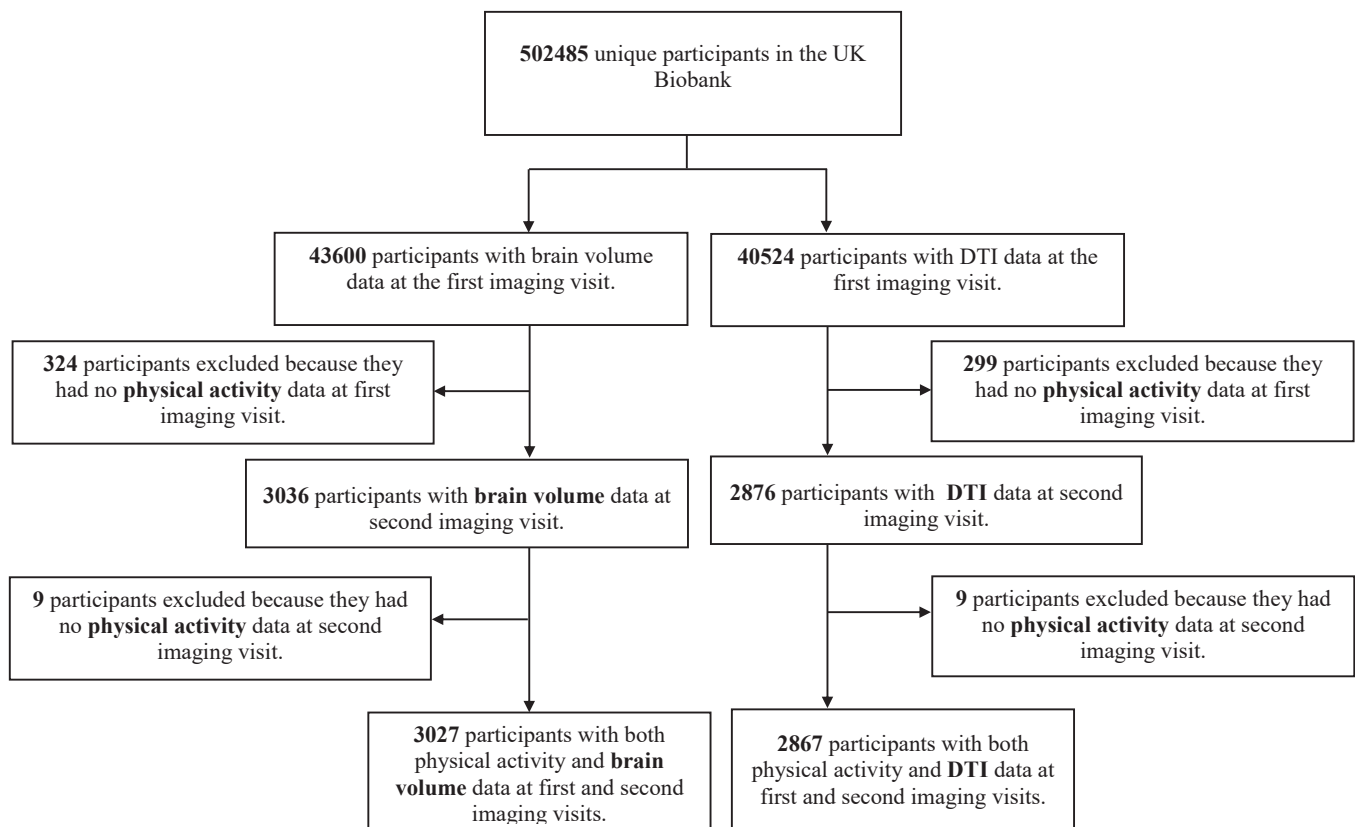 502485 unique participants in the UK
Biobank
43600 participants with brain volume
data at the first imaging visit.
40524 participants with DTI data at the
first imaging visit.
324 participants excluded because they
had no physical activity data at first
imaging visit.
299 participants excluded because they
had no physical activity data at first
imaging visit.
3036 participants with brain volume data at
second imaging visit.
2876 participants with DTI data at second
imaging visit.
9 participants excluded because they had
no physical activity data at second
imaging visit.
9 participants excluded because they had
no physical activity data at second
imaging visit.
3027 participants with both
physical activity and brain
volume data at first and second
imaging visits.
2867 participants with both
physical activity and DTI data at
first and second imaging visits.